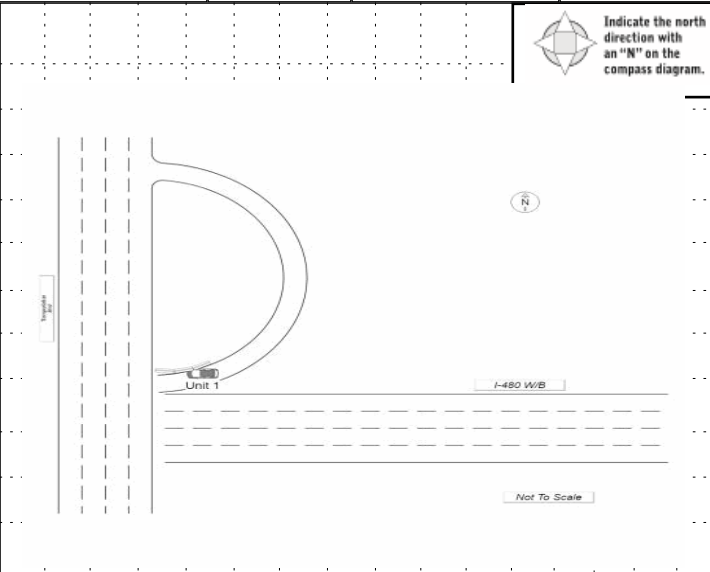 Indicate the north
direction with
an “N” on the
compass diagram.
N
Unit 1
I-480 W/B
Not To Scale